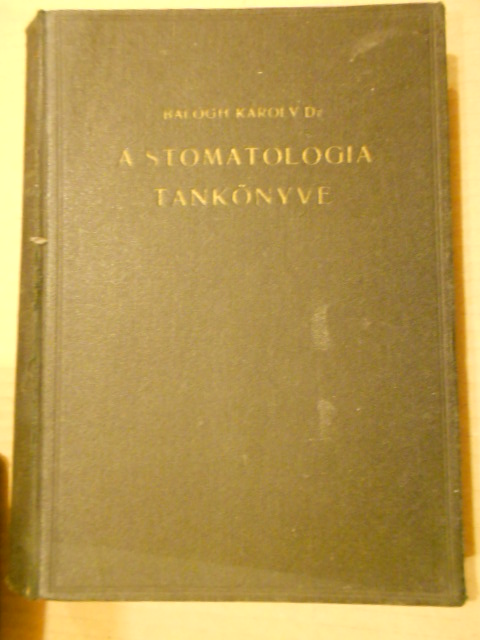 BALOGH KÁROLY Dr
A STOMATOLOGIA
TANKÖNYVE